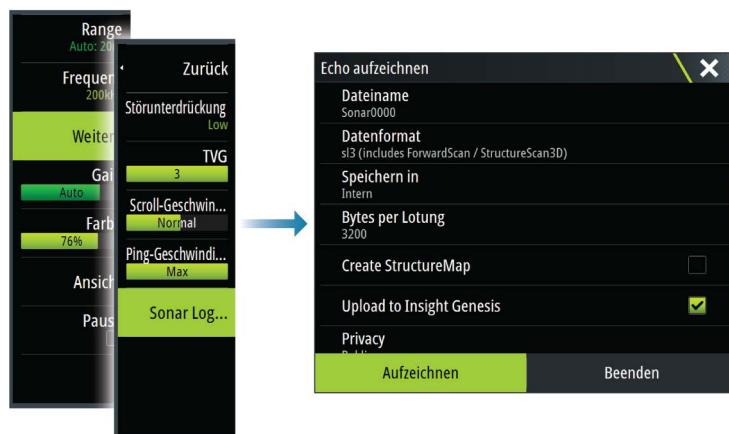 Range
Auto: 20
Frequen
200k
Weiter
Gai
Auto
Farb
76%
Ansich
Paus
Zurück
Störunterdrückung
Low
TVG
3
Scroll-Geschwin...
Normal
Ping-Geschwindi...
Max
Sonar Log...
Echo aufzeichnen
Dateiname
Sonar0000
Datenformat
sl3 (includes ForwardScan / StructureScan3D)
Speichern in
Intern
Bytes per Lotung
3200
Create StructureMap
Upload to Insight Genesis
Privacy
Aufzeichnen
Beenden